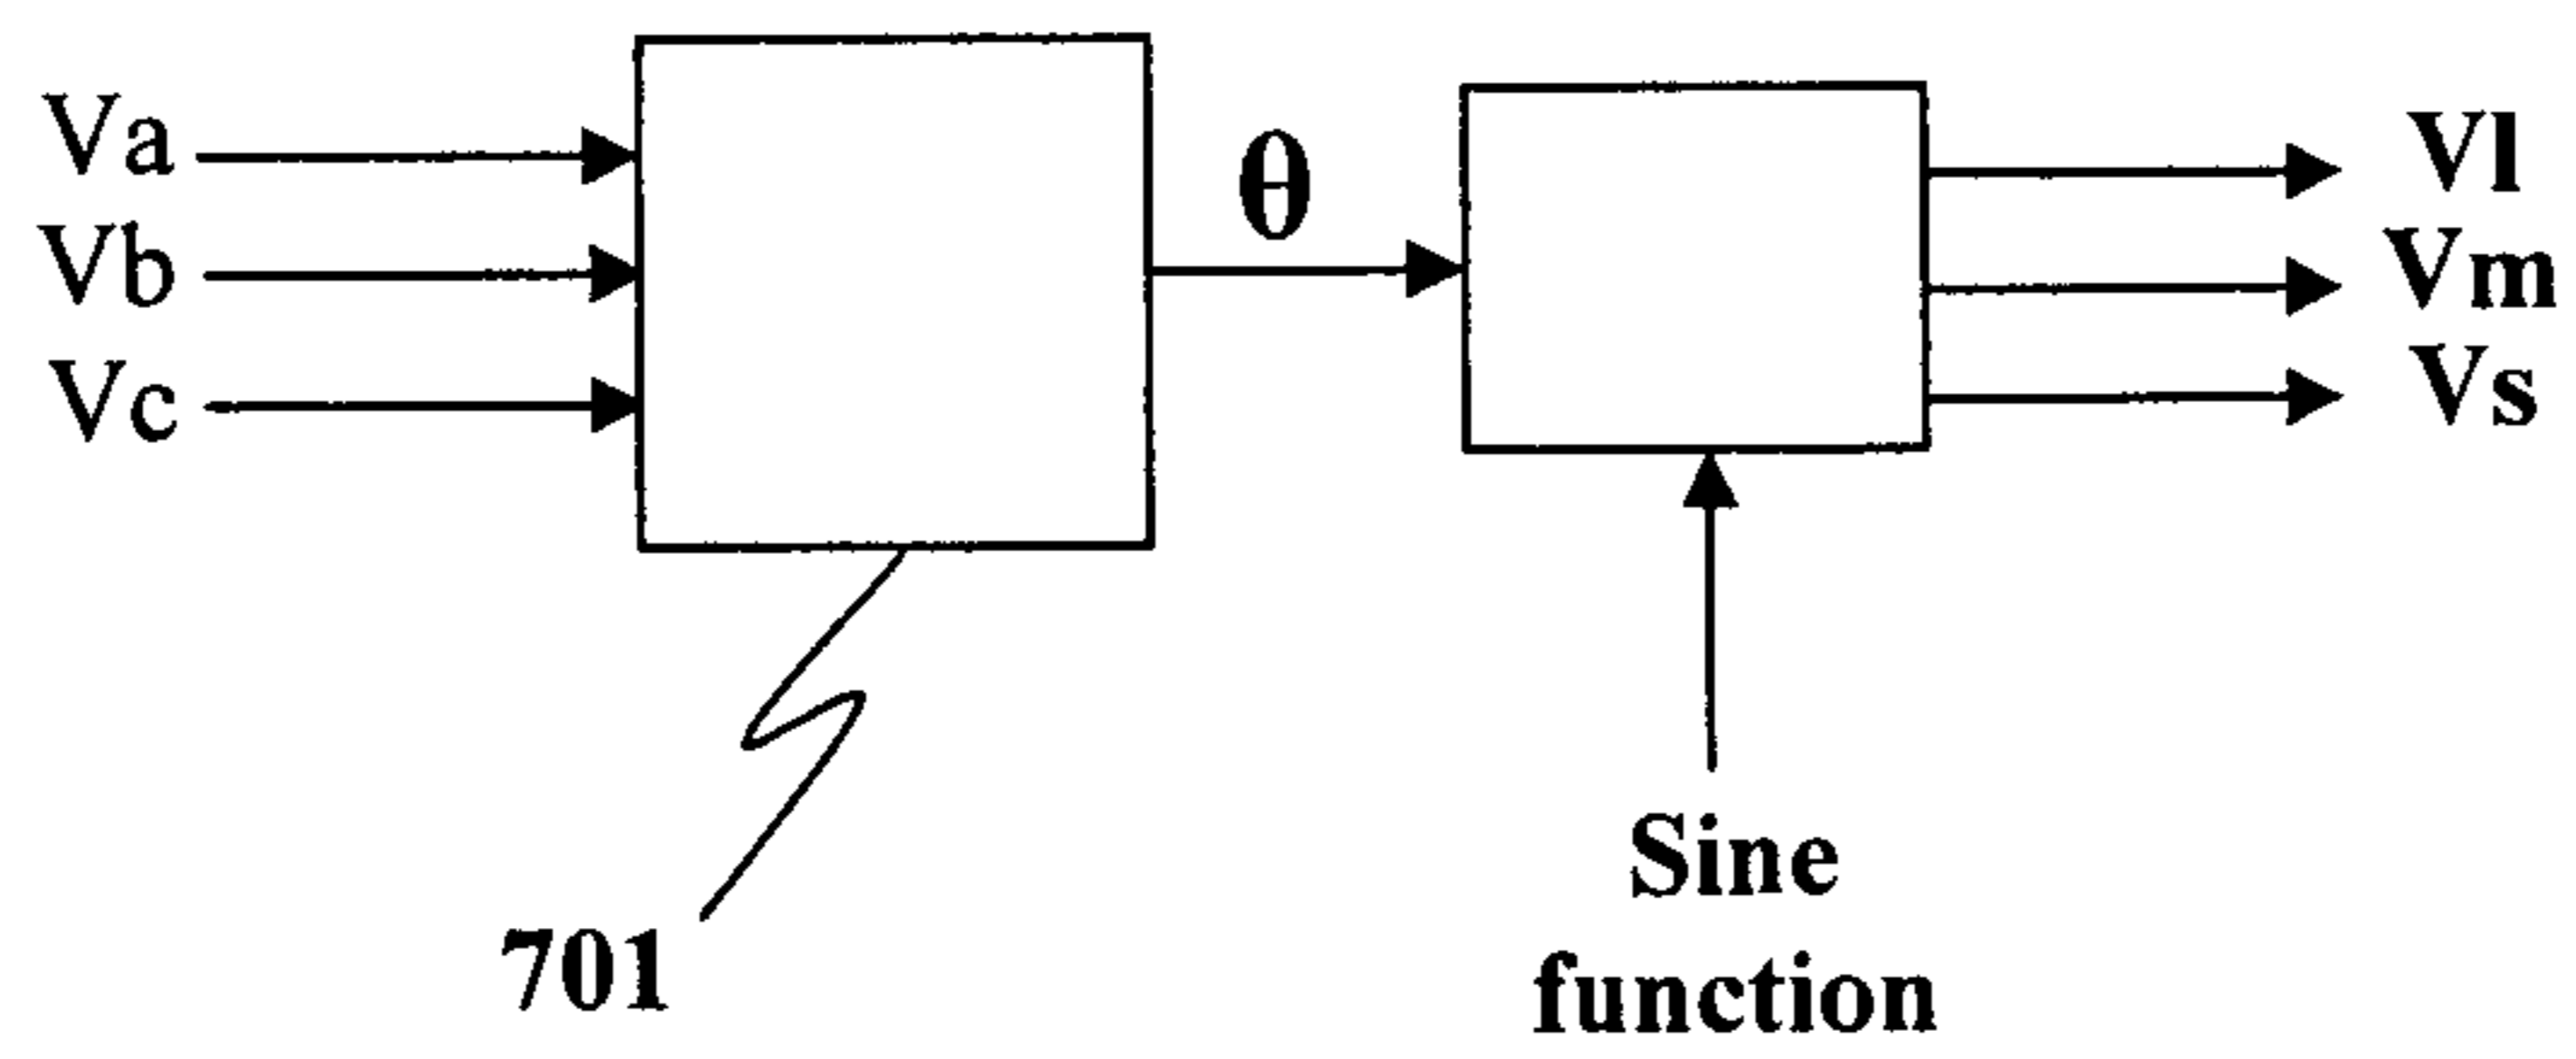 Va
Vb
Vc
θ
Vl
Vm
Vs
701
Sine
function